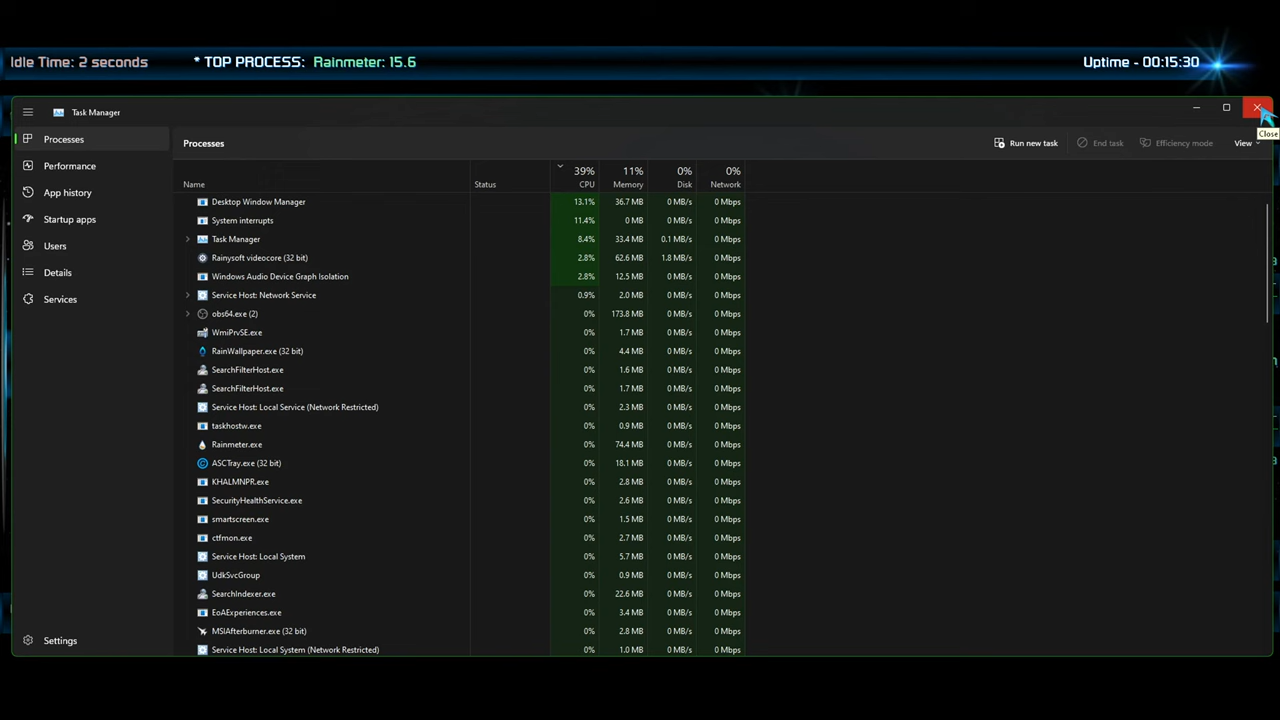 Idle Time: 2 seconds * TOP PROCESS: Rainmeter: 15.6 Uptime - 00:15:30
Task Manager
Close
Processes
Performance
App history
Startup apps
Users
Details
Services
Settings
Processes Run new task End task Efficiency mode View
39% 11% 0% 0%
Name Status CPU Memory Disk Network
Desktop Window Manager 13.1% 36.7 MB 0 MB/s 0 Mbps
System interrupts 11.4% 0 MB 0 MB/s 0 Mbps
Task Manager 8.4% 33.4 MB 0.1 MB/s 0 Mbps
Rainysoft videocore (32 bit) 2.8% 62.6 MB 1.8 MB/s 0 Mbps
Windows Audio Device Graph Isolation 2.8% 12.5 MB 0 MB/s 0 Mbps
Service Host: Network Service 0.9% 2.0 MB 0 MB/s 0 Mbps
obs64.exe (2) 0% 173.8 MB 0 MB/s 0 Mbps
WmiPrvSE.exe 0% 1.7 MB 0 MB/s 0 Mbps
RainWallpaper.exe (32 bit) 0% 4.4 MB 0 MB/s 0 Mbps
SearchFilterHost.exe 0% 1.6 MB 0 MB/s 0 Mbps
SearchFilterHost.exe 0% 1.7 MB 0 MB/s 0 Mbps
Service Host: Local Service (Network Restricted) 0% 2.3 MB 0 MB/s 0 Mbps
taskhostw.exe 0% 0.9 MB 0 MB/s 0 Mbps
Rainmeter.exe 0% 74.4 MB 0 MB/s 0 Mbps
ASCTray.exe (32 bit) 0% 18.1 MB 0 MB/s 0 Mbps
KHALMNPR.exe 0% 2.8 MB 0 MB/s 0 Mbps
SecurityHealthService.exe 0% 2.6 MB 0 MB/s 0 Mbps
smartscreen.exe 0% 1.5 MB 0 MB/s 0 Mbps
ctfmon.exe 0% 2.7 MB 0 MB/s 0 Mbps
Service Host: Local System 0% 5.7 MB 0 MB/s 0 Mbps
UdkSvcGroup 0% 0.9 MB 0 MB/s 0 Mbps
SearchIndexer.exe 0% 22.6 MB 0 MB/s 0 Mbps
EoAExperiences.exe 0% 3.4 MB 0 MB/s 0 Mbps
MSIAfterburner.exe (32 bit) 0% 2.8 MB 0 MB/s 0 Mbps
Service Host: Local System (Network Restricted) 0% 1.0 MB 0 MB/s 0 Mbps